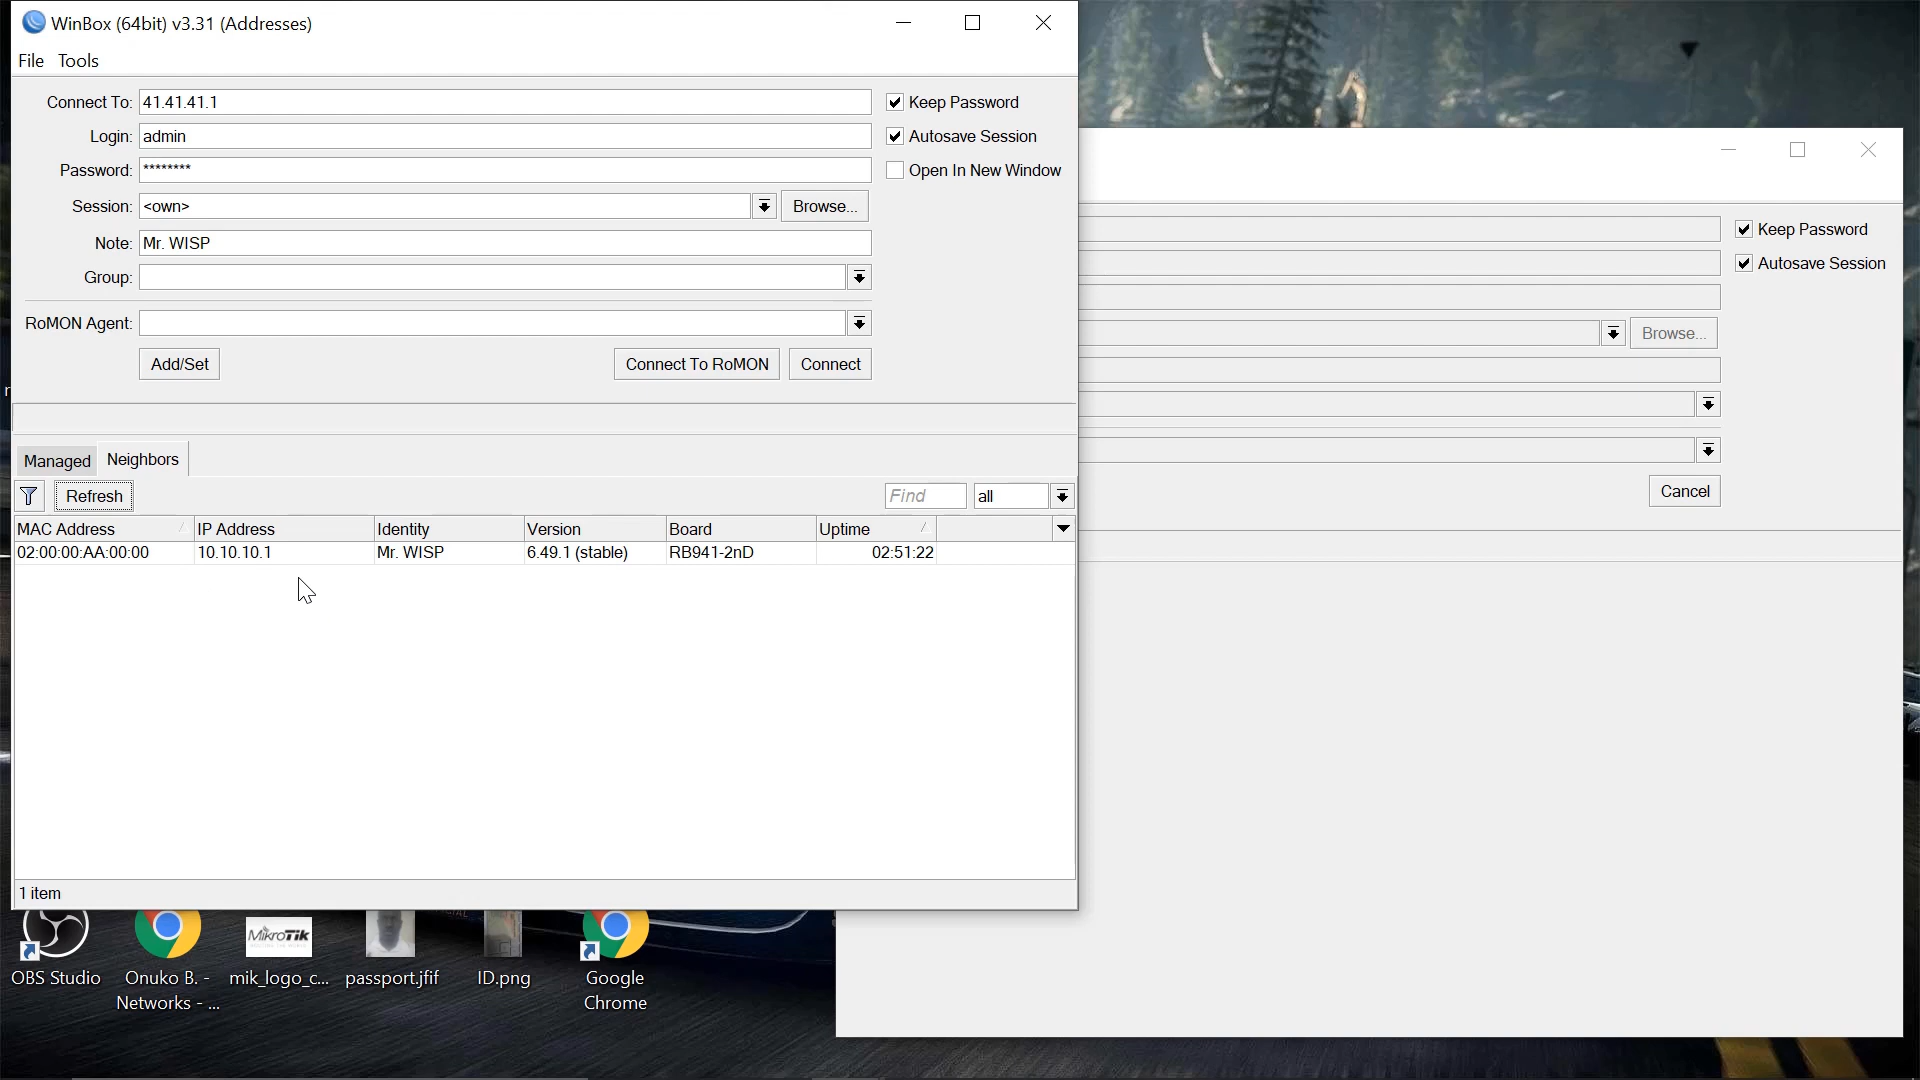 WinBox (64bit) v3.31 (Addresses)
File Tools
Connect To: 41.41.41.1
Keep Password
Login: admin
Autosave Session
Password: ********
Open In New Window
Session: <own>
Browse...
Note: Mr. WISP
Group:
RoMON Agent:
Add/Set
Connect To RoMON
Connect
Managed
Neighbors
Refresh
Find
all
MAC Address IP Address Identity Version Board Uptime
02:00:00:AA:00:00 10.10.10.1 Mr. WISP 6.49.1 (stable) RB941-2nD 02:51:22
1 item
Keep Password
Autosave Session
Browse...
Cancel
MikroTik
OBS Studio
Onuko B. -
Networks - ...
mik_logo_c...
passport.jfif
ID.png
Google
Chrome